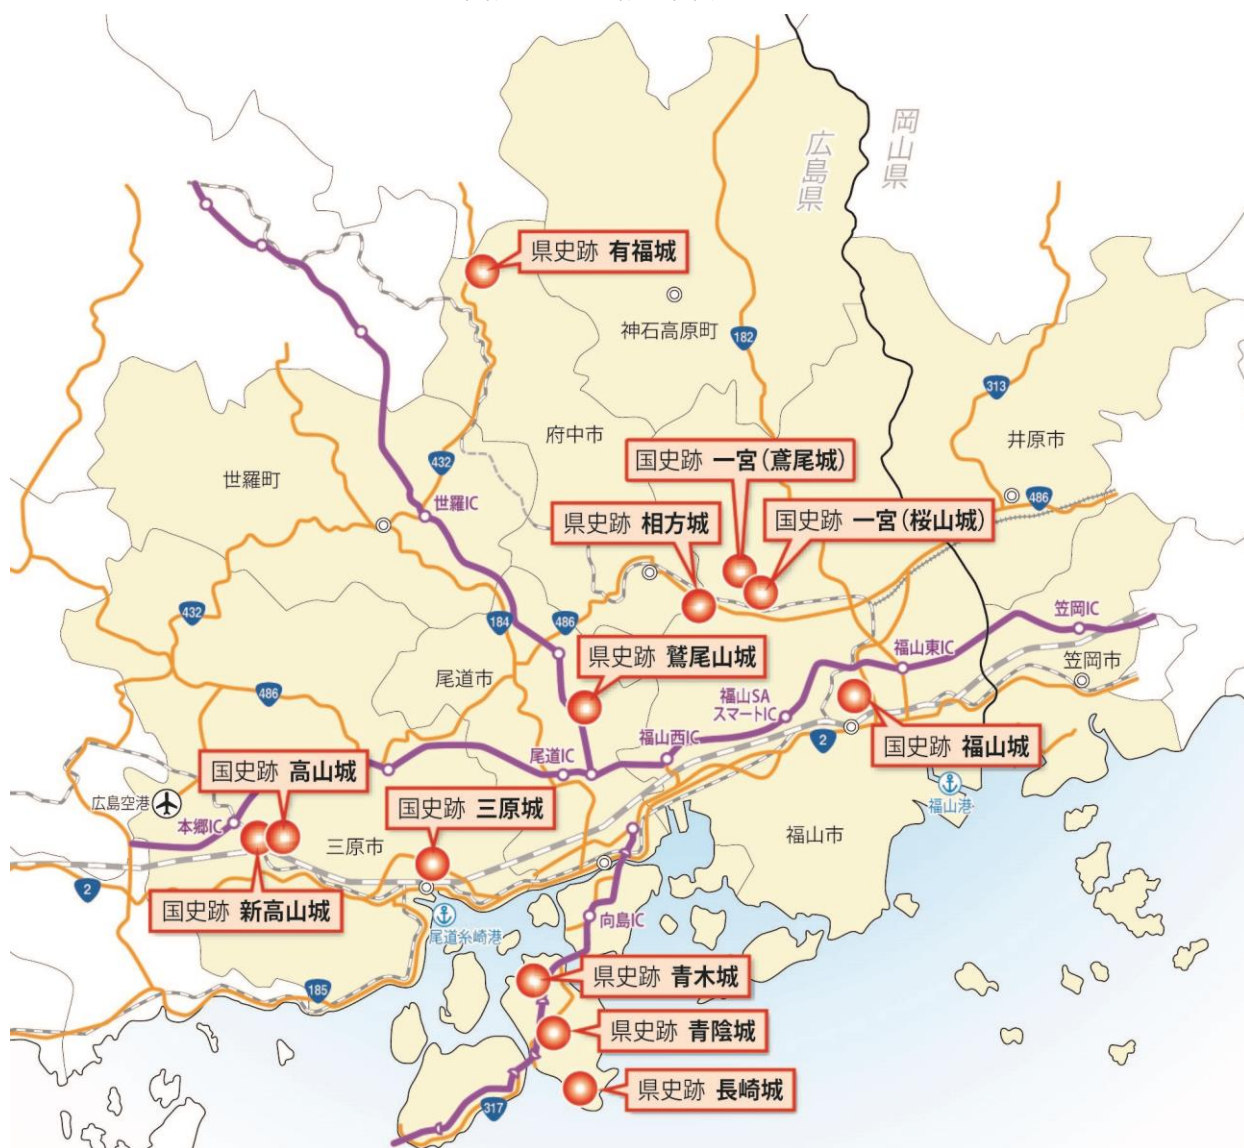 広島県
岡山県
県史跡 有福城
神石高原町
182
313
府中市
井原市
国史跡 一宮(鳶尾城)
432
世羅町
486
世羅IC
県史跡 相方城
国史跡 一宮(桜山城)
432
184
486
笠岡IC
県史跡 鷲尾山城
福山東IC
笠岡市
尾道市
486
福山SA
スマートIC
福山西IC
2
国史跡 福山城
尾道IC
国史跡 高山城
広島空港
福山港
国史跡 三原城
本郷IC
三原市
福山市
2
国史跡 新高山城
向島IC
尾道糸崎港
県史跡 青木城
185
県史跡 青陰城
県史跡 長崎城
317